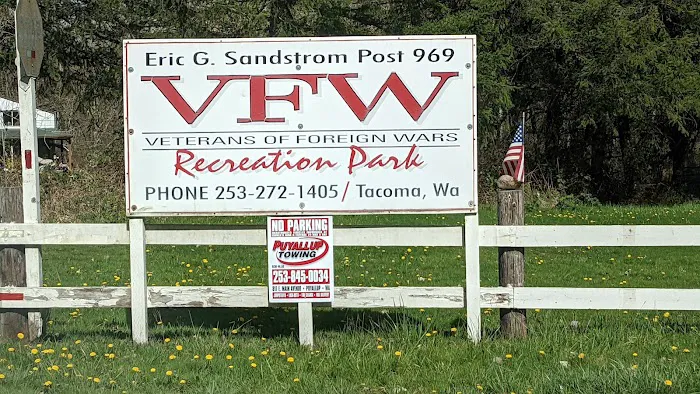 Eric G. Sandstrom Post 969
VFW
VETERANS OF FOREIGN WARS
Recreation Park
PHONE 253-272-1405/ Tacoma, Wa
NO PARKING
PUYALLUP
TOWING
253-845-0034